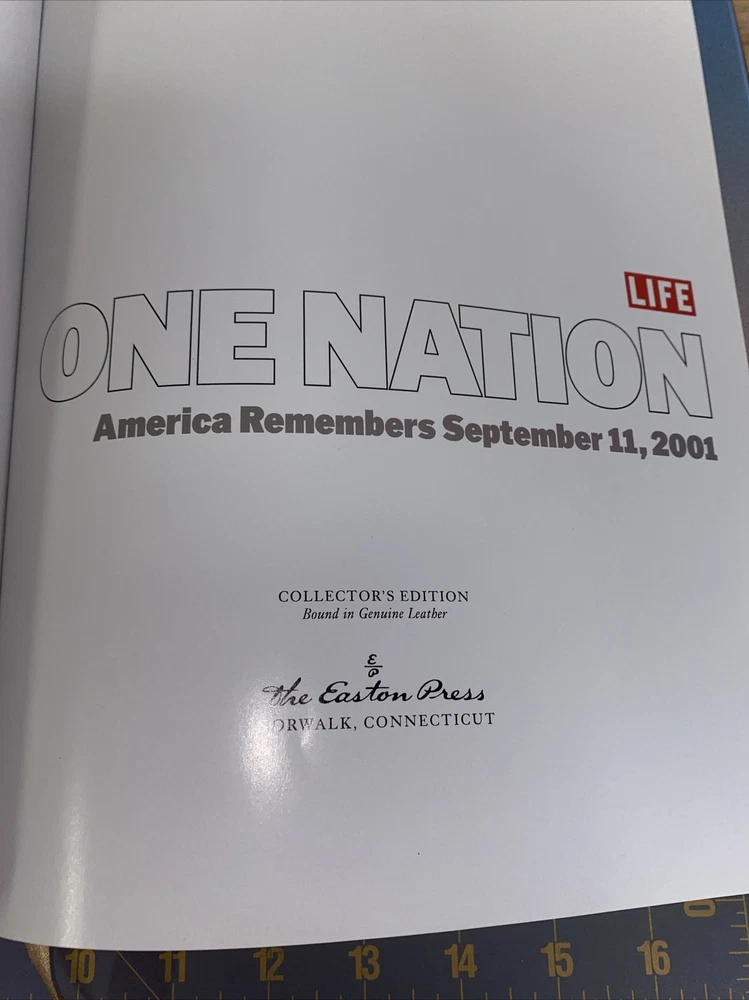 LIFE
ONE NATION
America Remembers September 11, 2001
COLLECTOR'S EDITION
Bound in Genuine Leather
E
P
the Easton Press
ORWALK, CONNECTICUT
10 11 12 13 14 15 16